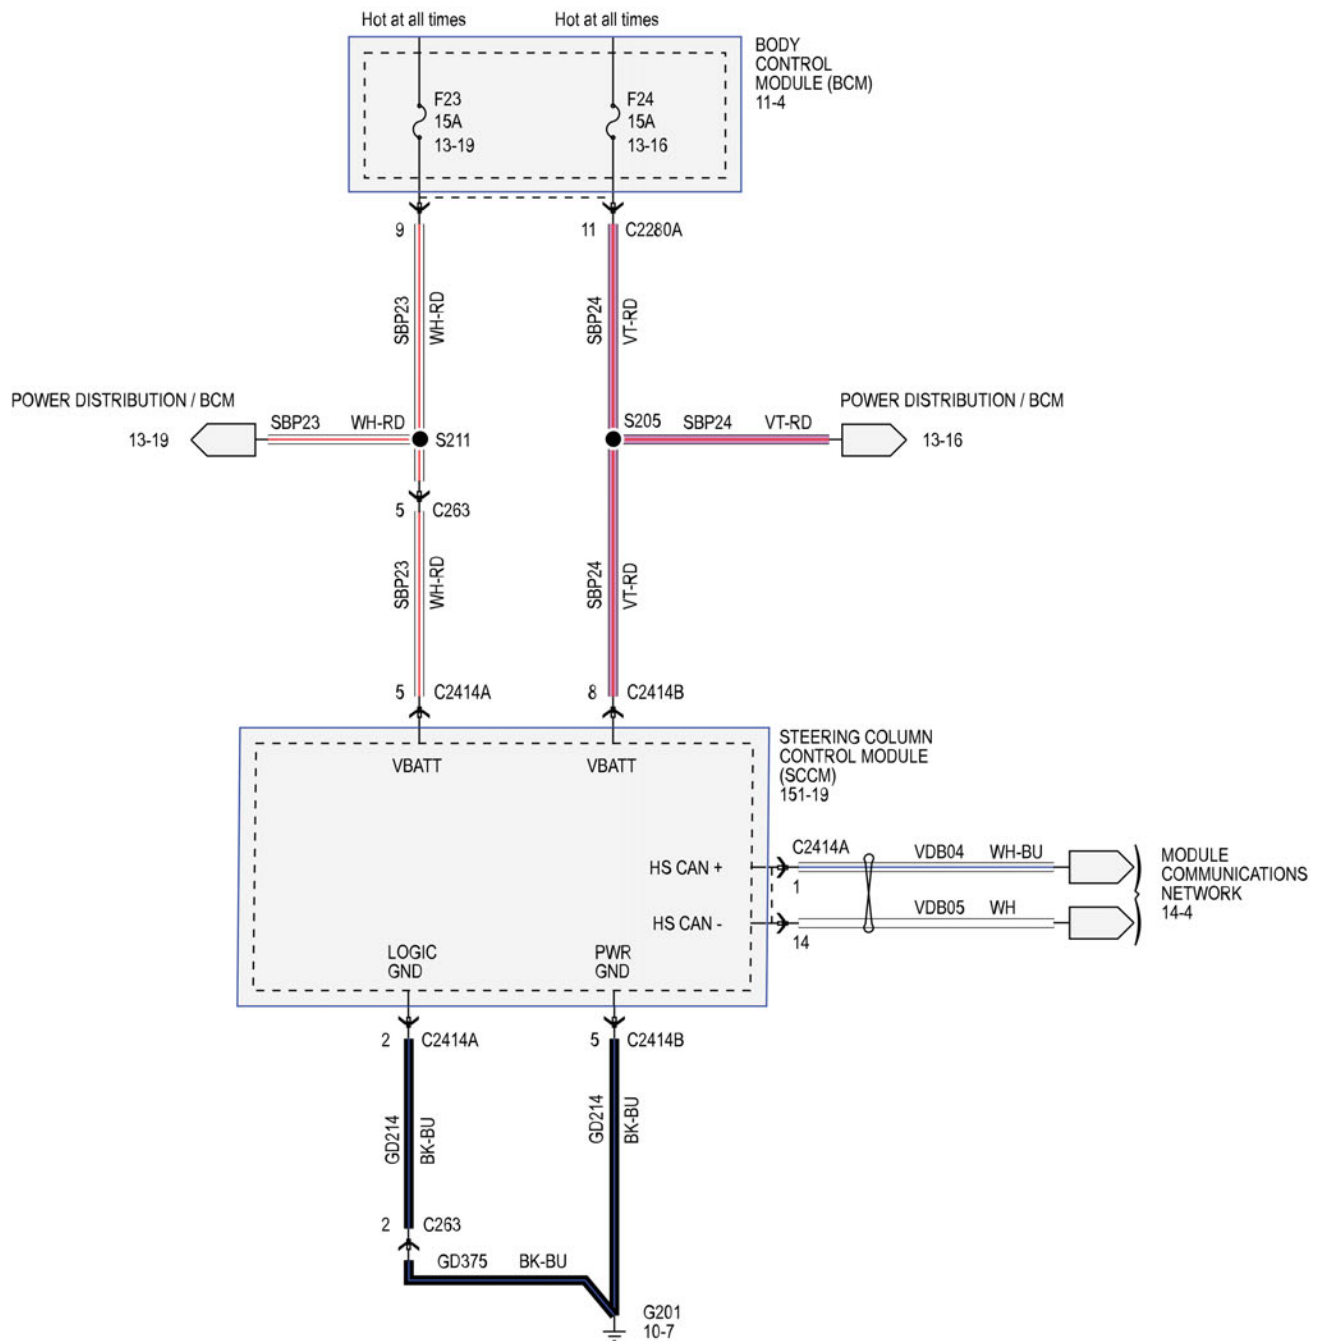 Hot at all times
Hot at all times
BODY
CONTROL
MODULE (BCM)
11-4
F23
15A
13-19
F24
15A
13-16
9
11
C2280A
SBP23
WH-RD
SBP24
VT-RD
POWER DISTRIBUTION / BCM
13-19
SBP23
WH-RD
S211
S205
SBP24
VT-RD
POWER DISTRIBUTION / BCM
13-16
5
C263
SBP23
WH-RD
SBP24
VT-RD
5
C2414A
8
C2414B
STEERING COLUMN
CONTROL MODULE
(SCCM)
151-19
VBATT
VBATT
HS CAN +
C2414A
1
VDB04
WH-BU
HS CAN -
14
VDB05
WH
MODULE
COMMUNICATIONS
NETWORK
14-4
LOGIC
GND
PWR
GND
2
C2414A
5
C2414B
GD214
BK-BU
GD214
BK-BU
2
C263
GD375
BK-BU
G201
10-7